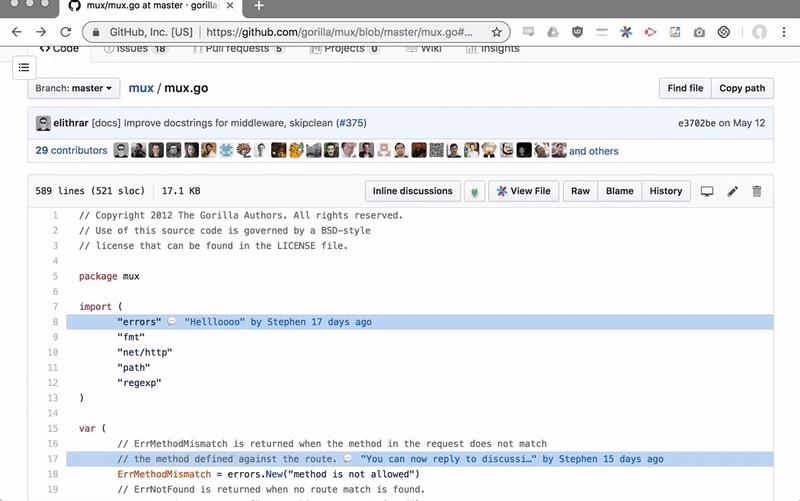 mux/mux.go at master · gorilla/
GitHub, Inc. [US] https://github.com/gorilla/mux/blob/master/mux.go#...
Code Issues 18 Pull requests 5 Projects 0 Wiki Insights
Branch: master mux / mux.go Find file Copy path
elithrar [docs] Improve docstrings for middleware, skipclean (#375) e3702be on May 12
29 contributors and others
589 lines (521 sloc) 17.1 KB Inline discussions View File Raw Blame History
1 // Copyright 2012 The Gorilla Authors. All rights reserved.
2 // Use of this source code is governed by a BSD-style
3 // license that can be found in the LICENSE file.
4
5 package mux
6
7 import (
8 "errors" "Hellloooo" by Stephen 17 days ago
9 "fmt"
10 "net/http"
11 "path"
12 "regexp"
13 )
14
15 var (
16 // ErrMethodMismatch is returned when the method in the request does not match
17 // the method defined against the route. "You can now reply to discussi…" by Stephen 15 days ago
18 ErrMethodMismatch = errors.New("method is not allowed")
19 // ErrNotFound is returned when no route match is found.